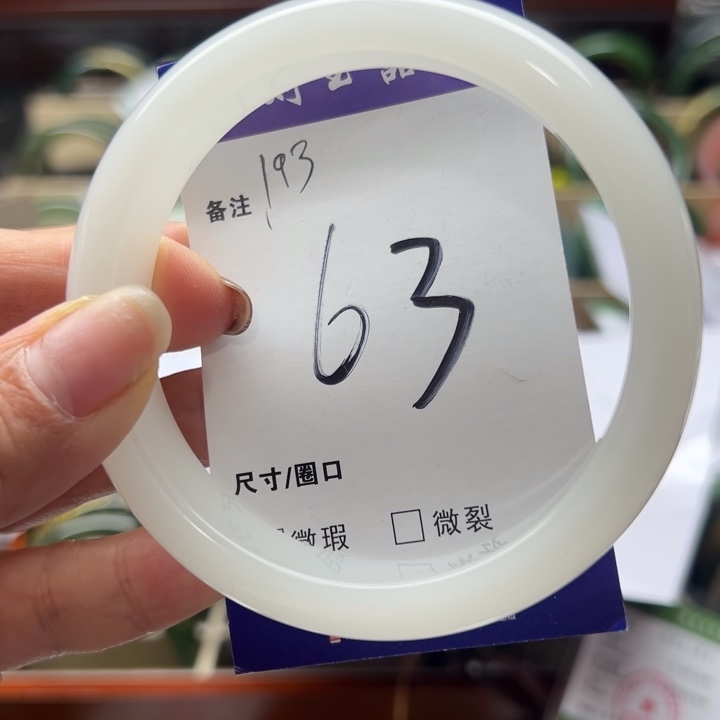 备注 193
63
尺寸/圈口
微瑕 □ 微裂